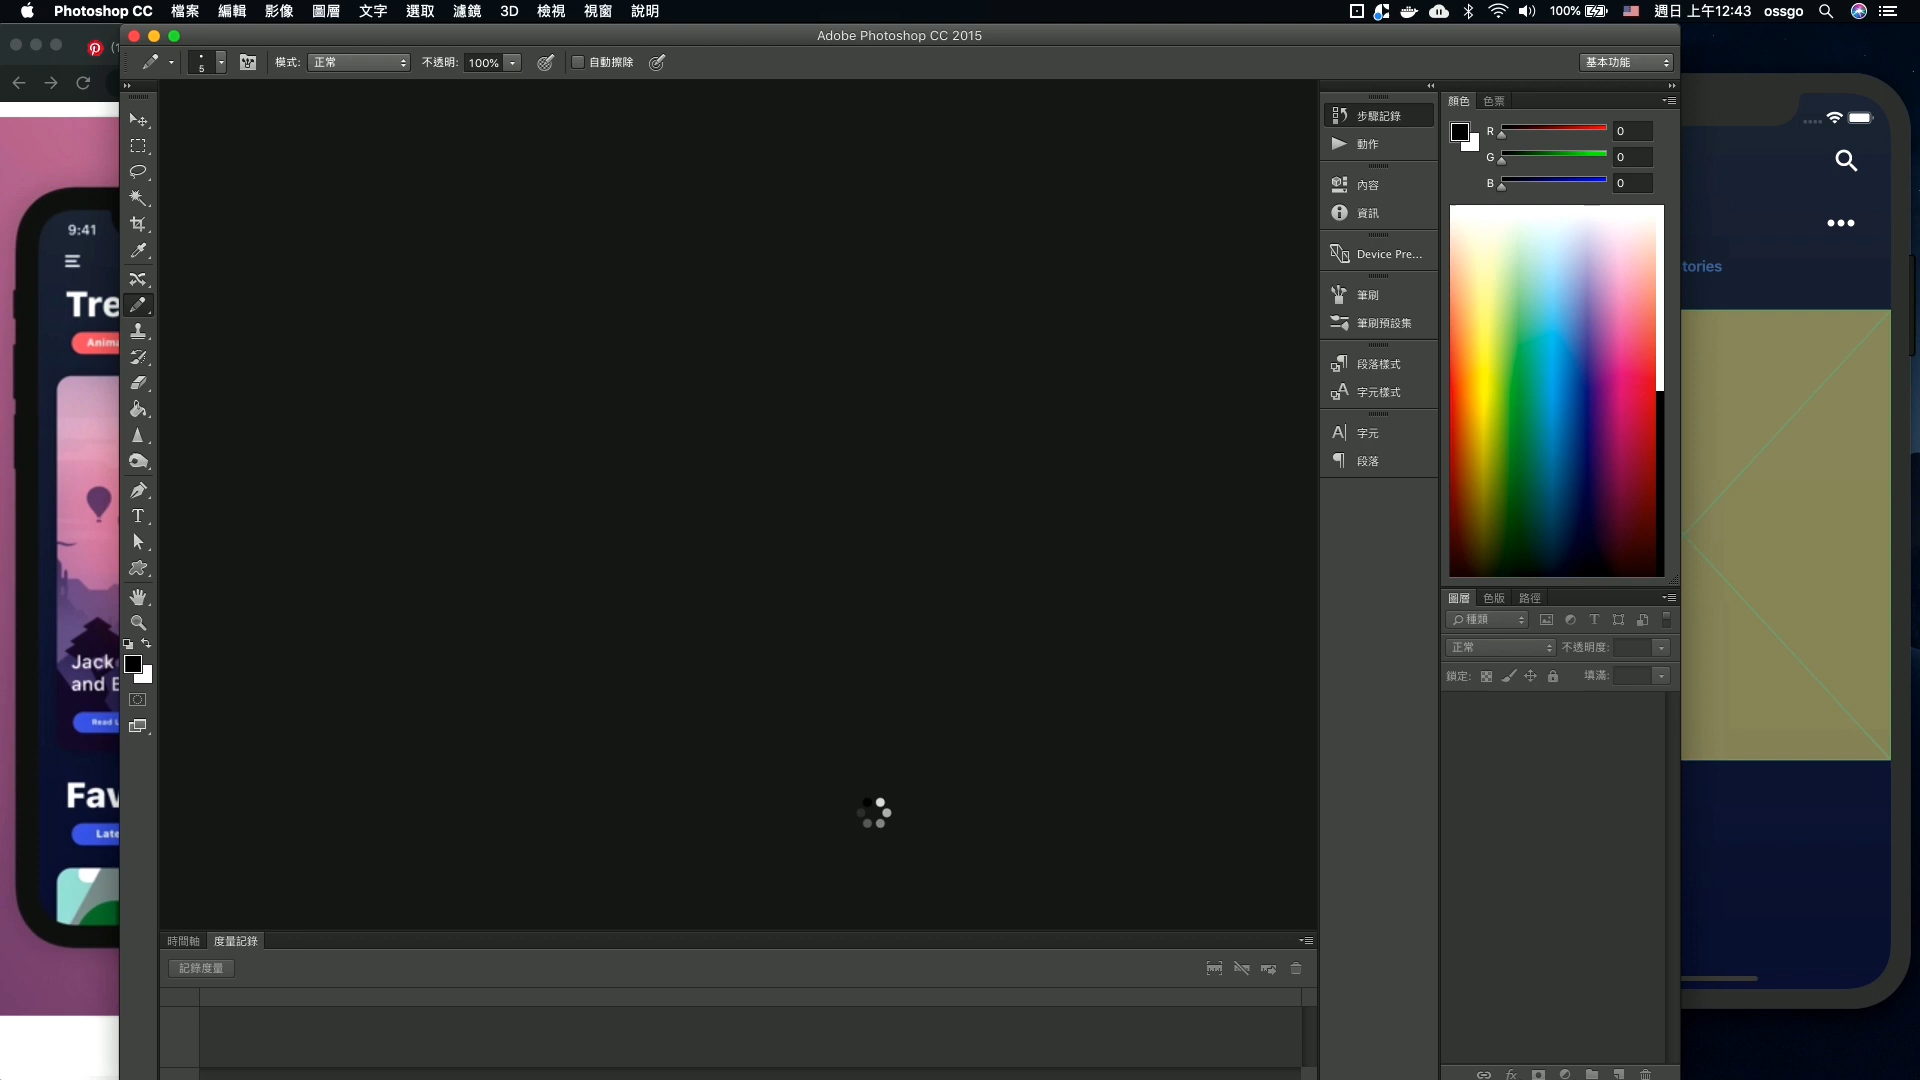 Photoshop CC 檔案 編輯 影像 圖層 文字 選取 濾鏡 3D 檢視 視窗 說明 100% 週日 上午12:43 ossgo
Adobe Photoshop CC 2015
5 模式: 正常 不透明: 100% 自動擦除 基本功能
步驟記錄
動作
內容
資訊
Device Pre...
筆刷
筆刷預設集
段落樣式
字元樣式
字元
段落
顏色 色票
R 0
G 0
B 0
圖層 色版 路徑
種類
正常 不透明度:
鎖定: 填滿:
時間軸 度量記錄
記錄度量
9:41
Tre
Anima
Jack
and
Read
Fav
Late
tories